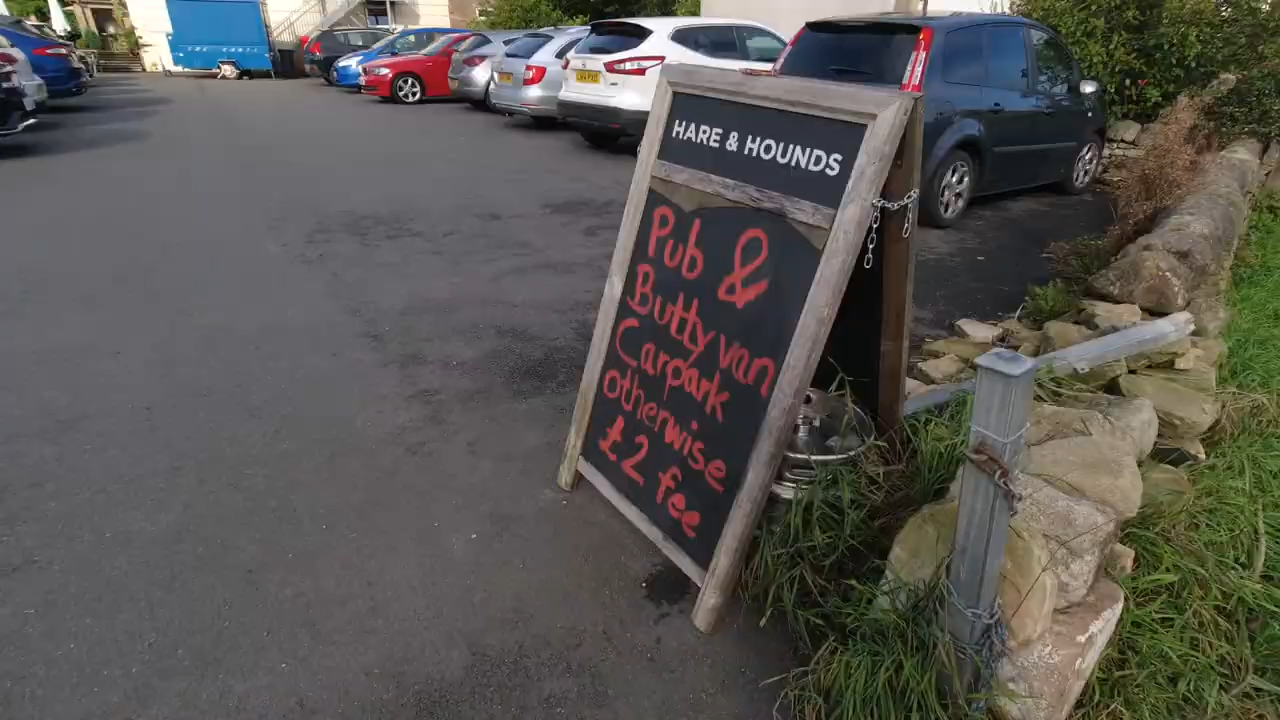 HARE & HOUNDS
Pub &
Butty van
Carpark
otherwise
£2 fee